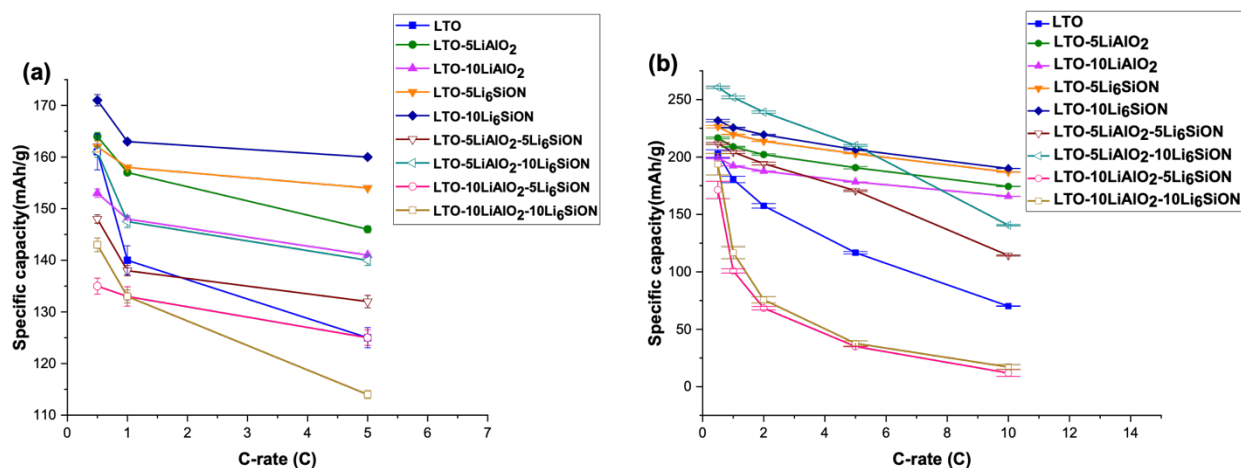 (a)
Specific capacity(mAh/g)
170
160
150
140
130
120
110
0 1 2 3 4 5 6 7
C-rate (C)
LTO
LTO-5LiAlO₂
LTO-10LiAlO₂
LTO-5Li₆SiON
LTO-10Li₆SiON
LTO-5LiAlO₂-5Li₆SiON
LTO-5LiAlO₂-10Li₆SiON
LTO-10LiAlO₂-5Li₆SiON
LTO-10LiAlO₂-10Li₆SiON
(b)
Specific capacity(mAh/g)
250
200
150
100
50
0
0 2 4 6 8 10 12 14
C-rate (C)
LTO
LTO-5LiAlO₂
LTO-10LiAlO₂
LTO-5Li₆SiON
LTO-10Li₆SiON
LTO-5LiAlO₂-5Li₆SiON
LTO-5LiAlO₂-10Li₆SiON
LTO-10LiAlO₂-5Li₆SiON
LTO-10LiAlO₂-10Li₆SiON